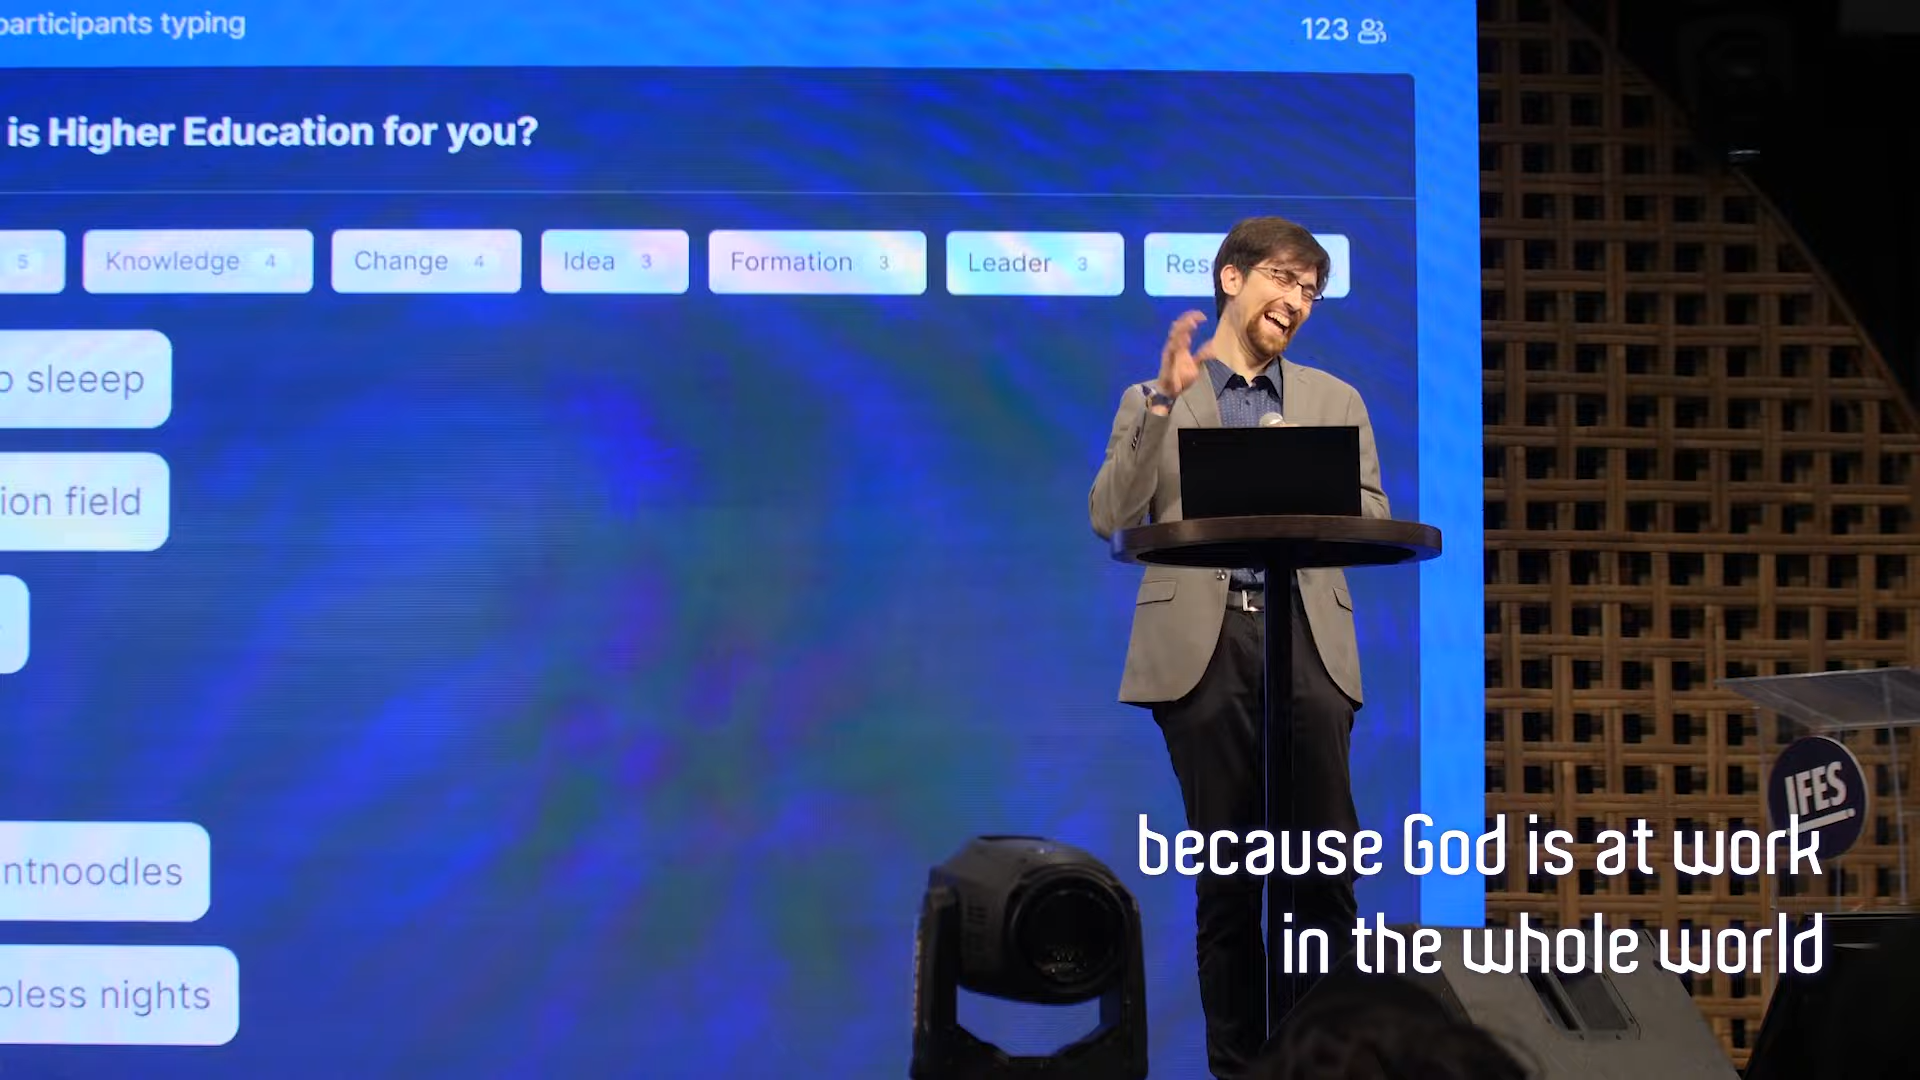 participants typing
123
is Higher Education for you?
5
Knowledge 4
Change 4
Idea 3
Formation 3
Leader 3
Res
sleeep
ion field
ntnoodles
nights
IFES
because God is at work
in the whole world